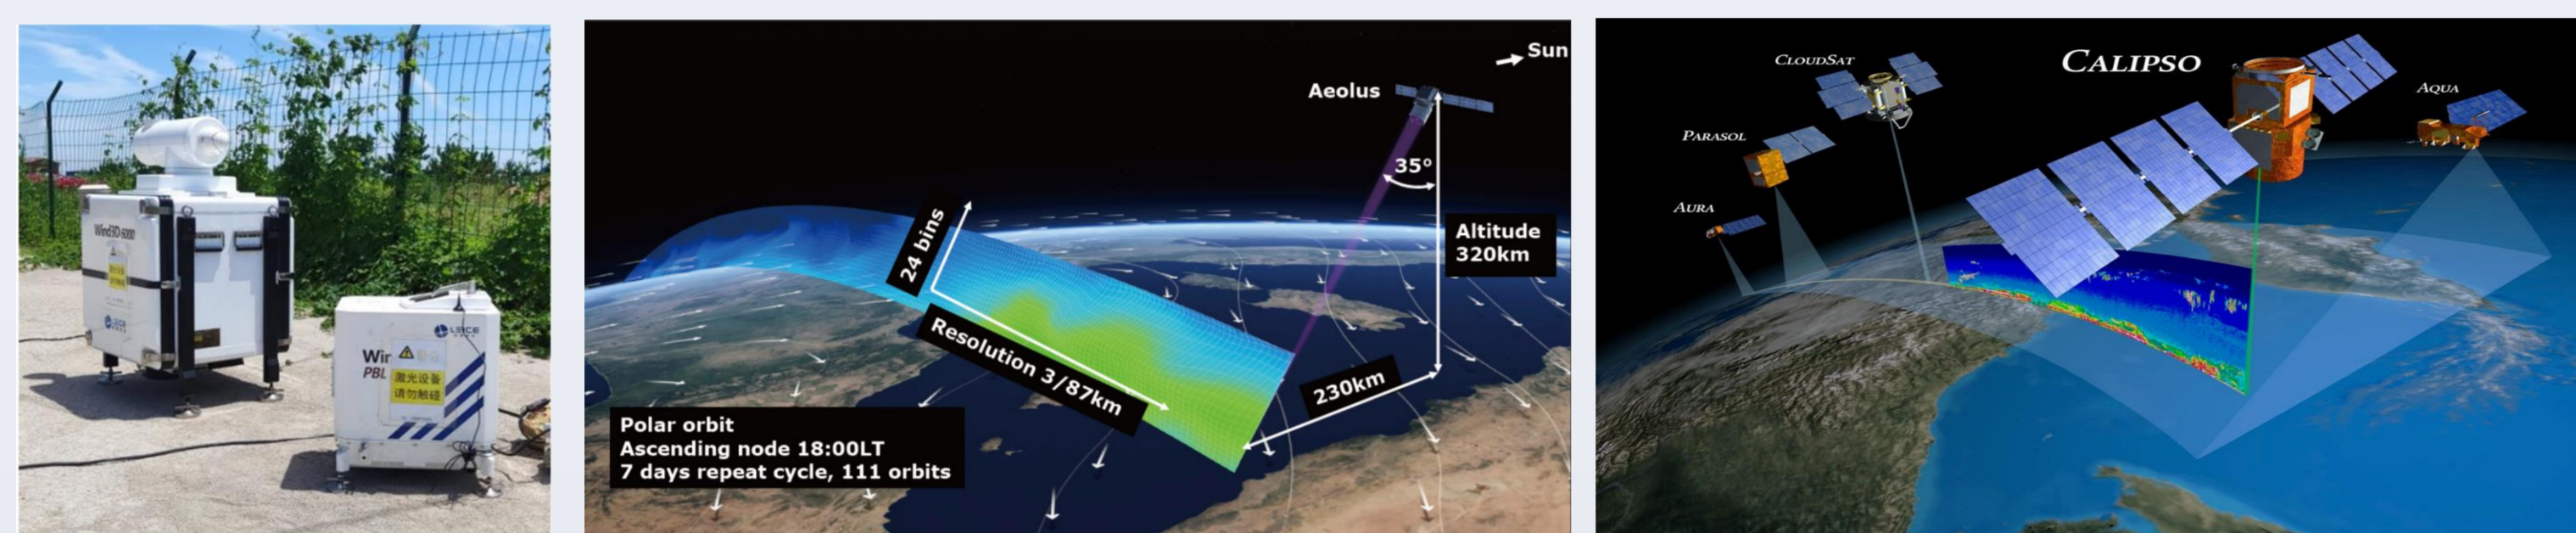 Wind3D 6000
LEICE
Wir
PBL
激光设备
请勿触碰
Sun
Aeolus
35°
24 bins
Altitude
320km
Resolution 3/87km
230km
Polar orbit
Ascending node 18:00LT
7 days repeat cycle, 111 orbits
CLOUDSAT
CALIPSO
AQUA
PARASOL
AURA